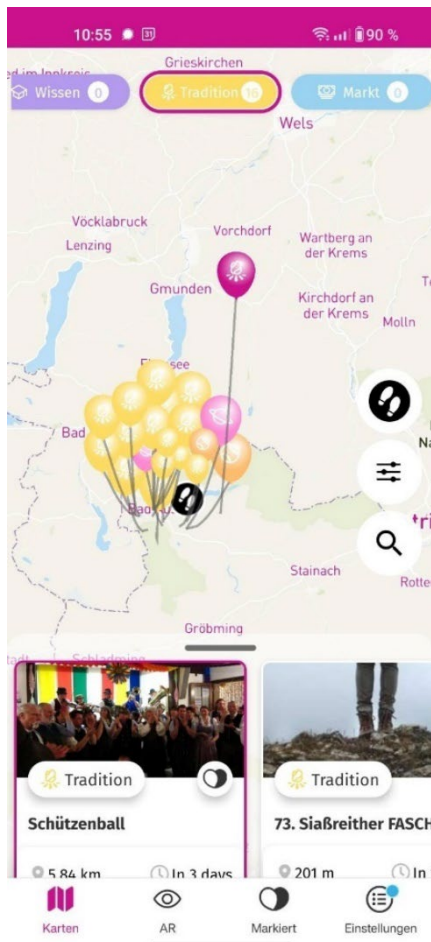 10:55
31
90 %
Grieskirchen
Wissen 0
Tradition 16
Markt 0
Wels
Vöcklabruck
Lenzing
Vorchdorf
Wartberg an
der Krems
Gmunden
Kirchdorf an
der Krems
Molln
Bad
Stainach
Gröbming
Schladming
Tradition
Tradition
Schützenball
73. Siaßreither FASCH
5.84 km
In 3 days
201 m
In
Karten
AR
Markiert
Einstellungen